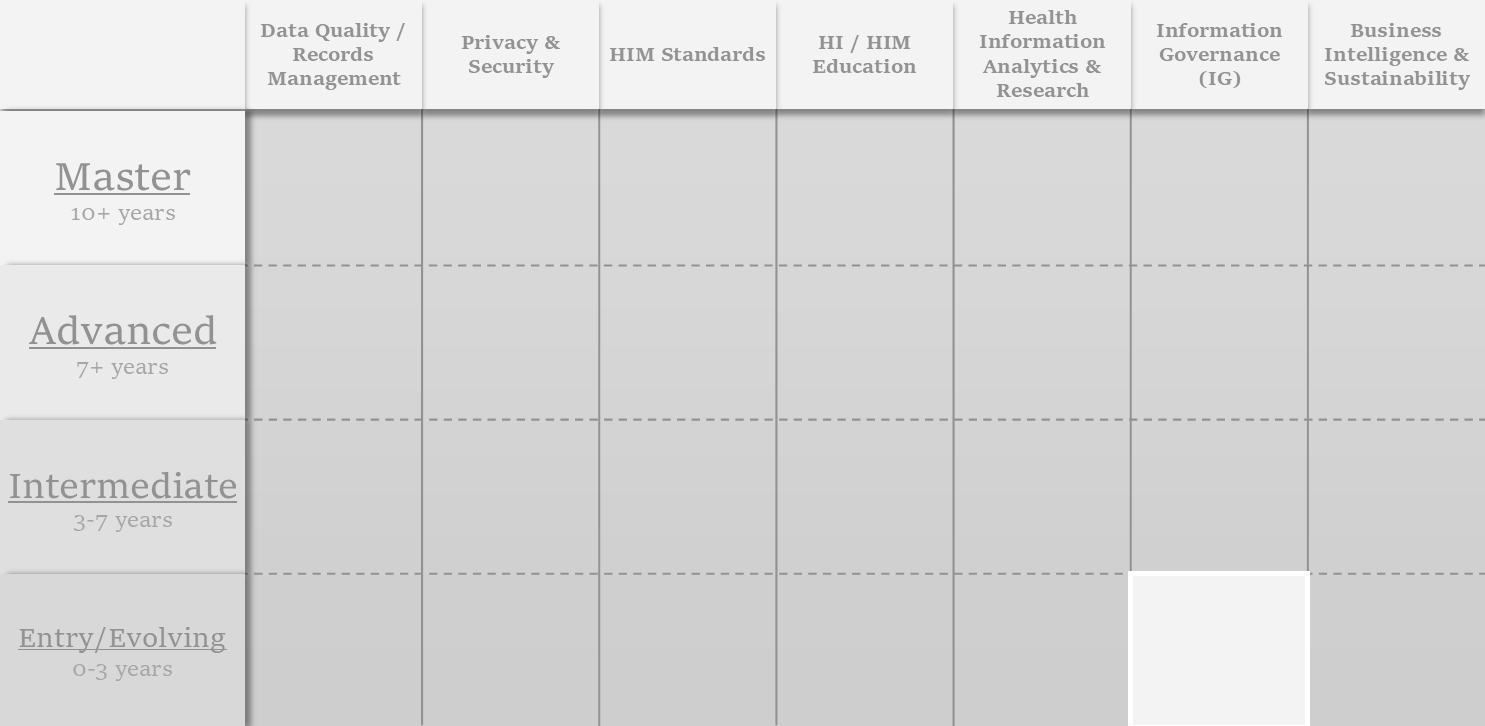 Data Quality /
Records
Management
Privacy &
Security
HIM Standards
HI / HIM
Education
Health
Information
Analytics &
Research
Information
Governance
(IG)
Business
Intelligence &
Sustainability
Master
10+ years
Advanced
7+ years
Intermediate
3-7 years
Entry/Evolving
0-3 years